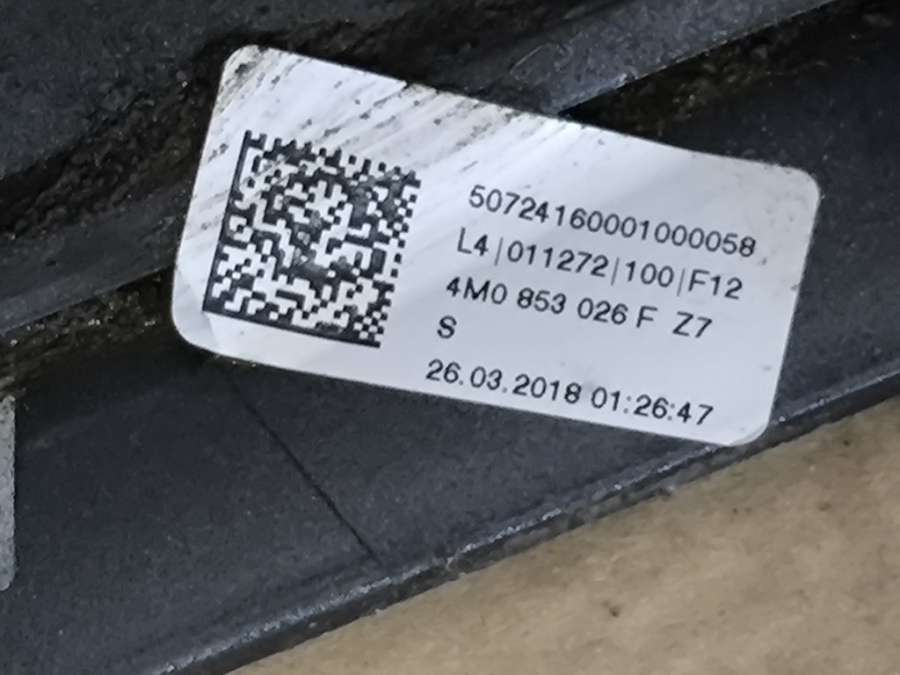 50724160001000058
L4|011272|100|F12
4M0 853 026 F Z7
S
26.03.2018 01:26:47